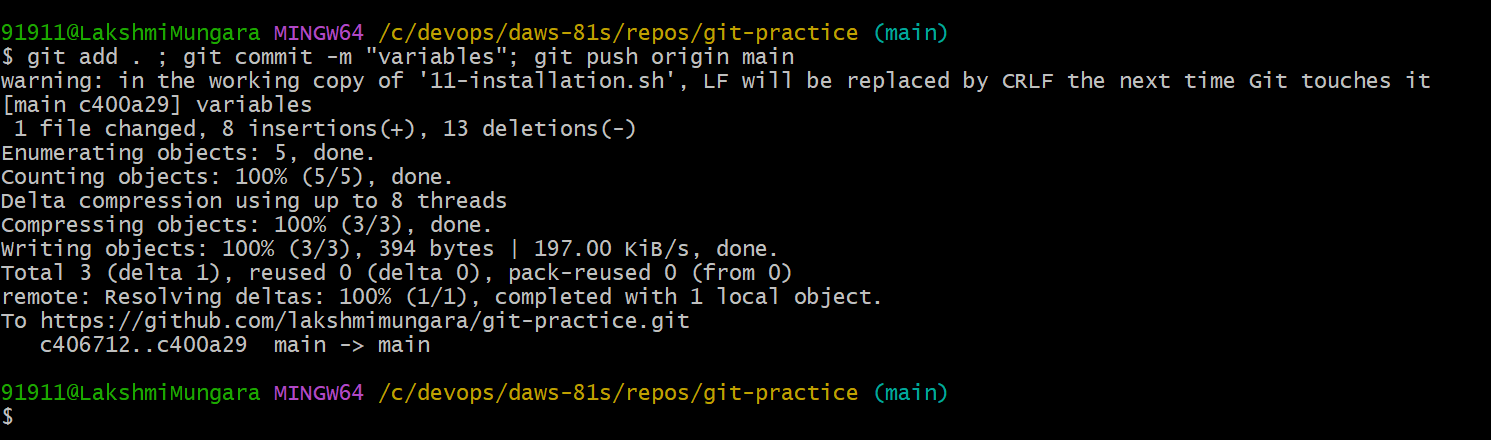 91911@LakshmiMungara MINGW64 /c/devops/daws-81s/repos/git-practice (main)
$ git add . ; git commit -m "variables"; git push origin main
warning: in the working copy of '11-installation.sh', LF will be replaced by CRLF the next time Git touches it
[main c400a29] variables
 1 file changed, 8 insertions(+), 13 deletions(-)
Enumerating objects: 5, done.
Counting objects: 100% (5/5), done.
Delta compression using up to 8 threads
Compressing objects: 100% (3/3), done.
Writing objects: 100% (3/3), 394 bytes | 197.00 KiB/s, done.
Total 3 (delta 1), reused 0 (delta 0), pack-reused 0 (from 0)
remote: Resolving deltas: 100% (1/1), completed with 1 local object.
To https://github.com/lakshmimungara/git-practice.git
   c406712..c400a29  main -> main
91911@LakshmiMungara MINGW64 /c/devops/daws-81s/repos/git-practice (main)
$